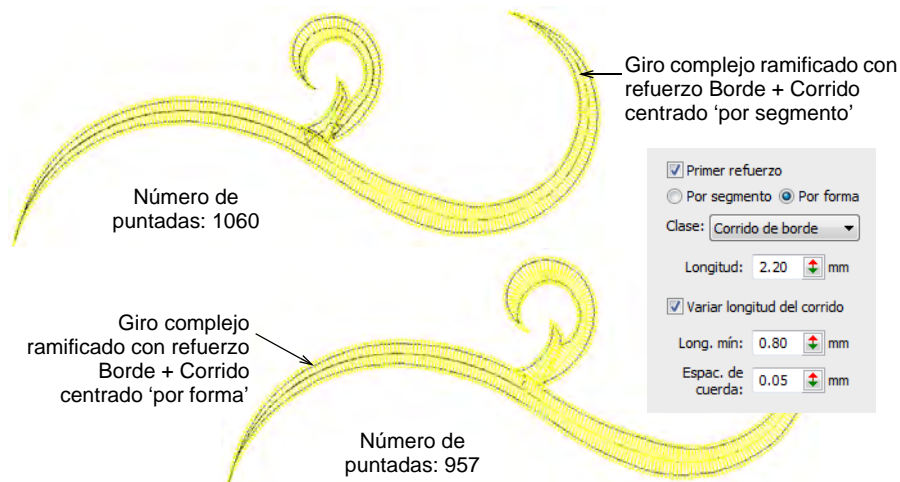 Giro complejo ramificado con
refuerzo Borde + Corrido
centrado ‘por segmento’
Número de
puntadas: 1060
Primer refuerzo
Por segmento Por forma
Clase: Corrido de borde
Longitud: 2.20 mm
Variar longitud del corrido
Long. mín: 0.80 mm
Espac. de
cuerda: 0.05 mm
Giro complejo
ramificado con refuerzo
Borde + Corrido
centrado ‘por forma’
Número de
puntadas: 957